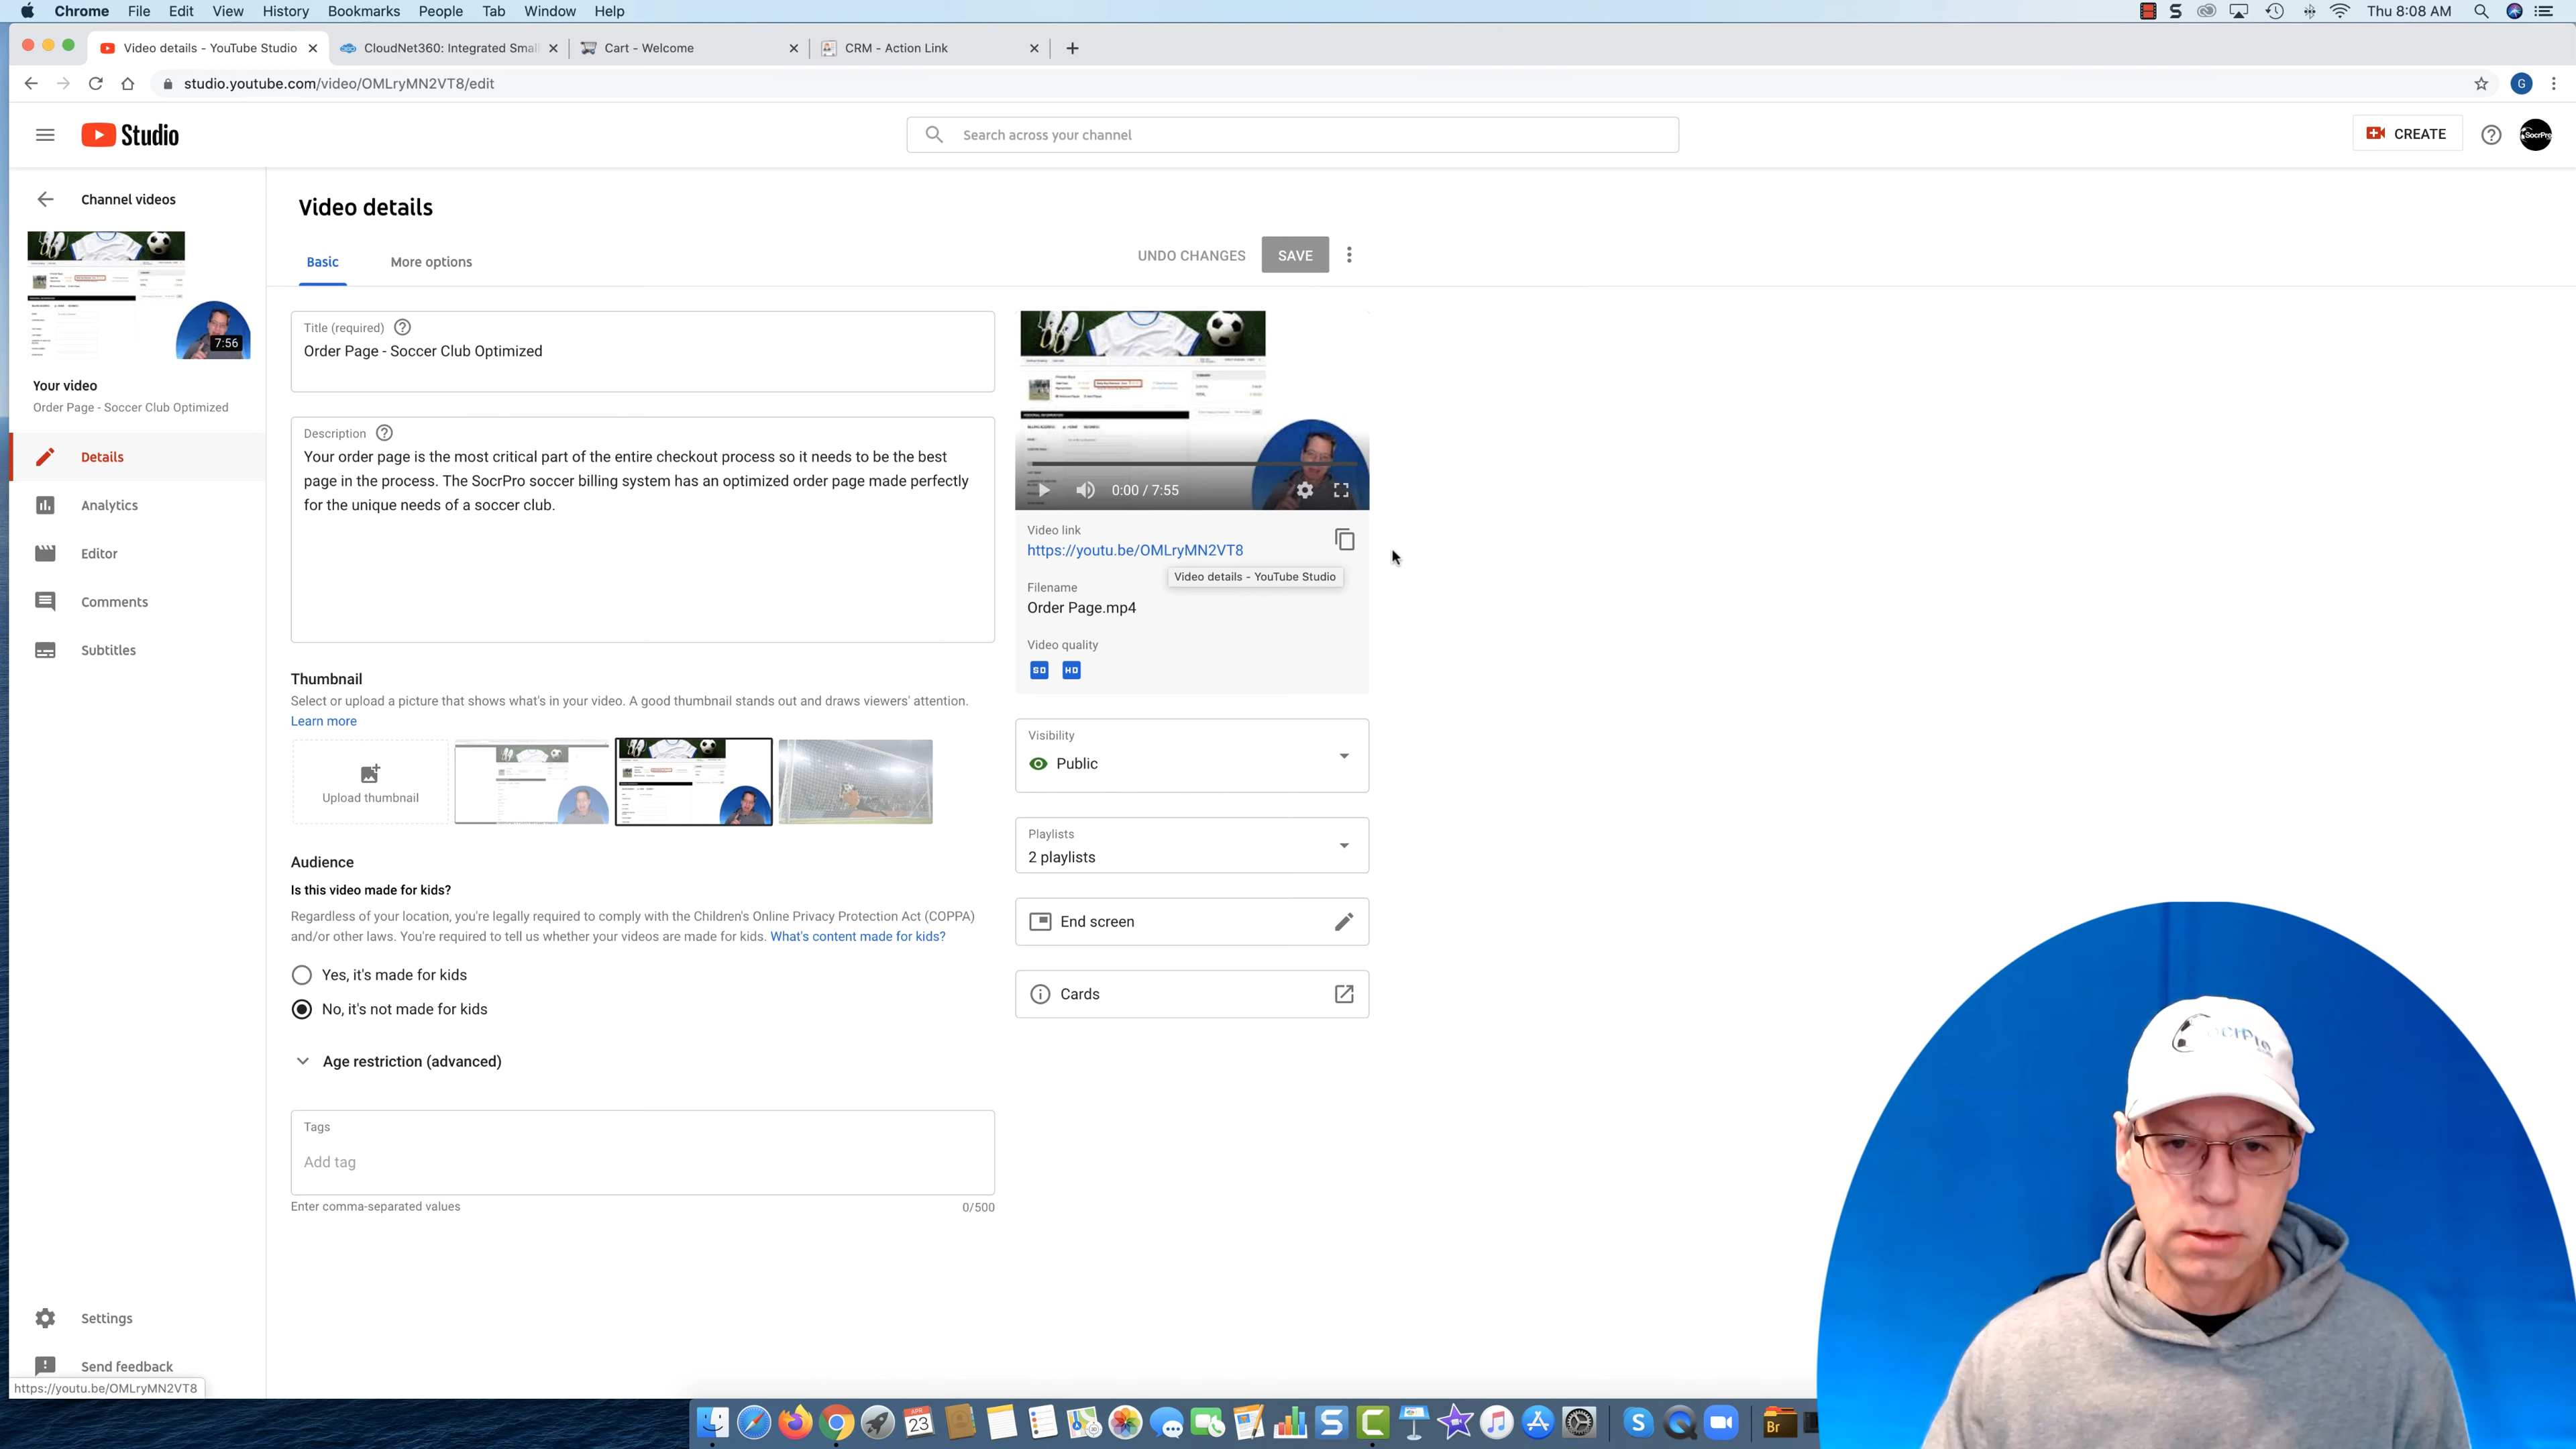 Chrome File Edit View History Bookmarks People Tab Window Help
Thu 8:08 AM
Video details - YouTube Studio
CloudNet360: Integrated Smal
Cart - Welcome
CRM - Action Link
studio.youtube.com/video/OMLryMN2VT8/edit
G
Studio
Search across your channel
CREATE
SocrPro
Channel videos
7:56
Your video
Order Page - Soccer Club Optimized
Details
Analytics
Editor
Comments
Subtitles
Settings
Send feedback
https://youtu.be/OMLryMN2VT8
Video details
Basic
More options
UNDO CHANGES
SAVE
Title (required)
Order Page - Soccer Club Optimized
Description
Your order page is the most critical part of the entire checkout process so it needs to be the best
page in the process. The SocrPro soccer billing system has an optimized order page made perfectly
for the unique needs of a soccer club.
Thumbnail
Select or upload a picture that shows what's in your video. A good thumbnail stands out and draws viewers' attention.
Learn more
Upload thumbnail
Audience
Is this video made for kids?
Regardless of your location, you're legally required to comply with the Children's Online Privacy Protection Act (COPPA)
and/or other laws. You're required to tell us whether your videos are made for kids. What's content made for kids?
Yes, it's made for kids
No, it's not made for kids
Age restriction (advanced)
Tags
Add tag
Enter comma-separated values
0/500
0:00 / 7:55
Video link
https://youtu.be/OMLryMN2VT8
Video details - YouTube Studio
Filename
Order Page.mp4
Video quality
SD HD
Visibility
Public
Playlists
2 playlists
End screen
Cards
APR
23
Br